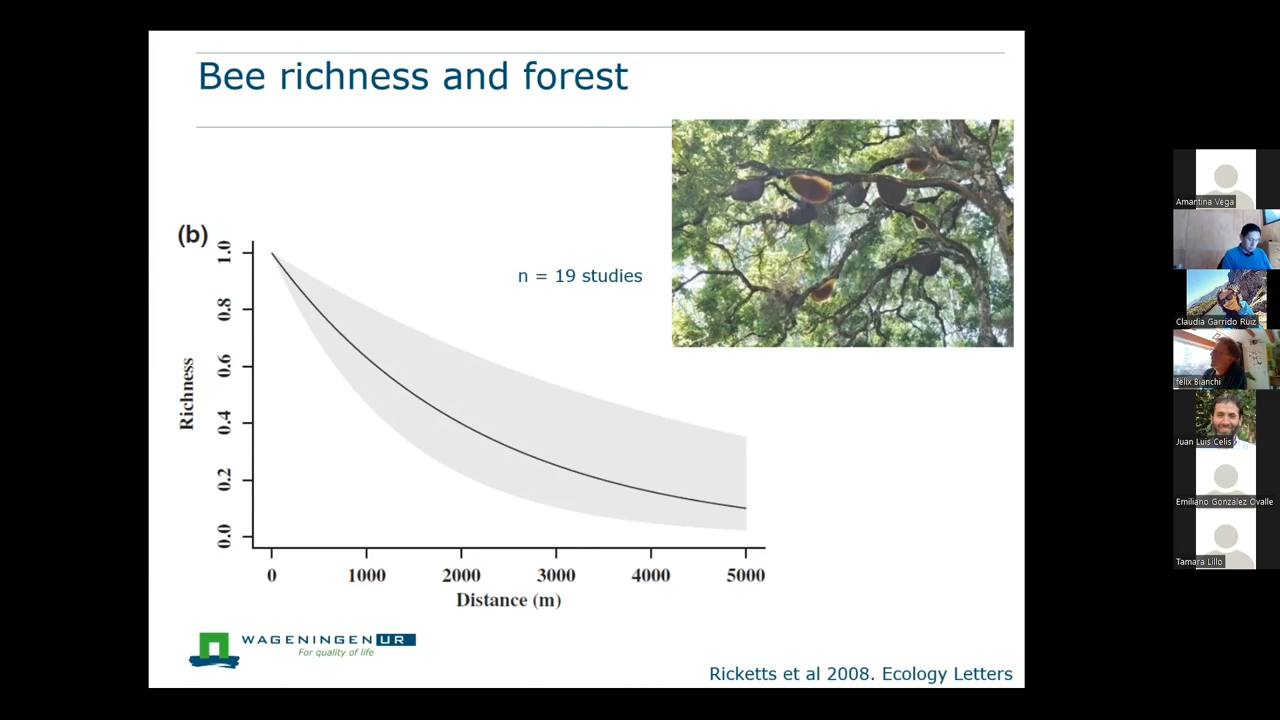 Bee richness and forest
(b)
n = 19 studies
Richness
1.0
0.8
0.6
0.4
0.2
0.0
0 1000 2000 3000 4000 5000
Distance (m)
WAGENINGEN UR
For quality of life
Ricketts et al 2008. Ecology Letters
Amantina Vega
Claudia Garrido Ruiz
felix Bianchi
Juan Luis Celis
Emiliano González Ovalle
Tamara Lillo